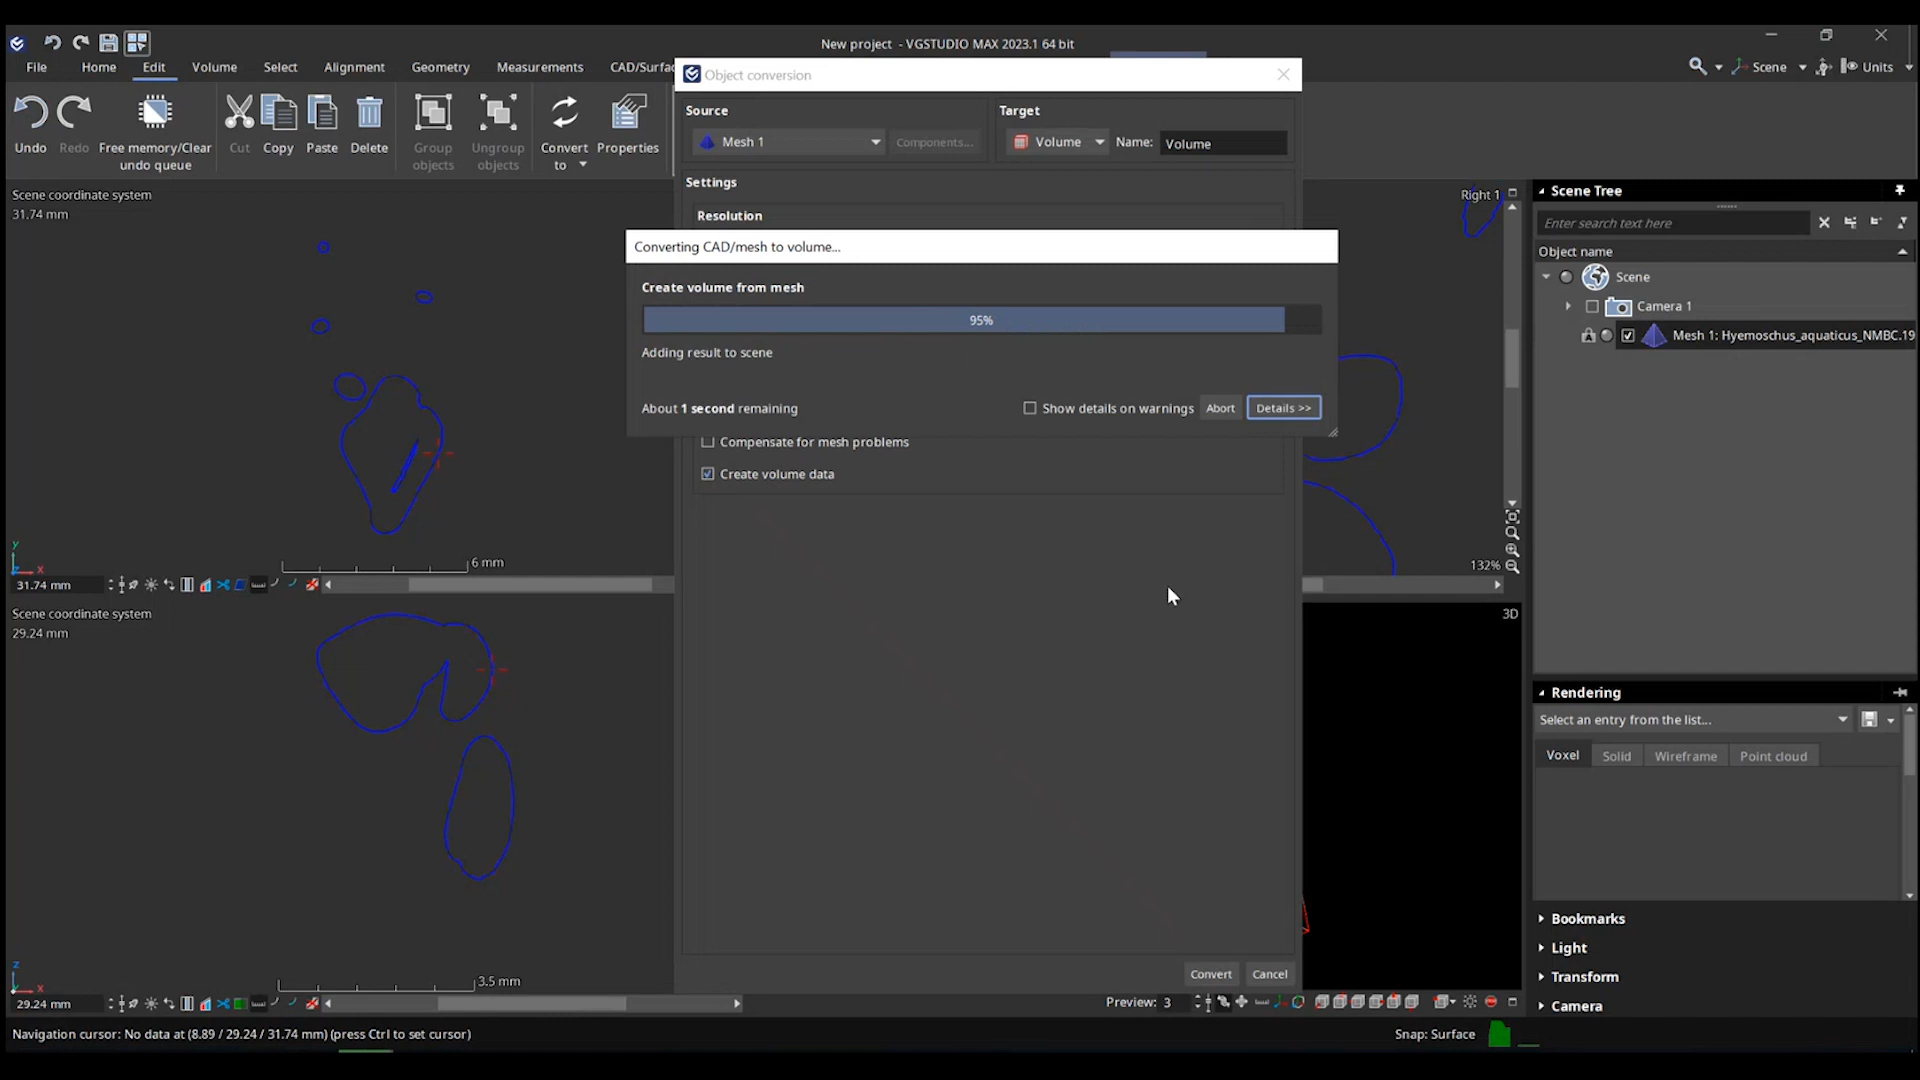 New project - VGSTUDIO MAX 2023.1 64 bit
File Home Edit Volume Select Alignment Geometry Measurements CAD/Surfa
Scene Units
Undo Redo Free memory/Clear undo queue Cut Copy Paste Delete Group objects Ungroup objects Convert to Properties
Object conversion
Source
Mesh 1
Components...
Target
Volume
Name: Volume
Settings
Resolution
Converting CAD/mesh to volume...
Create volume from mesh
95%
Adding result to scene
About 1 second remaining
Show details on warnings
Abort
Details >>
Compensate for mesh problems
Create volume data
Convert
Cancel
Scene coordinate system
31.74 mm
y
x
6 mm
31.74 mm
Right 1
132%
Scene coordinate system
29.24 mm
z
x
3.5 mm
29.24 mm
3D
Preview: 3
Scene Tree
Enter search text here
Object name
Scene
Camera 1
Mesh 1: Hyemoschus_aquaticus_NMBC.19
Rendering
Select an entry from the list...
Voxel Solid Wireframe Point cloud
Bookmarks
Light
Transform
Camera
Navigation cursor: No data at (8.89 / 29.24 / 31.74 mm) (press Ctrl to set cursor)
Snap: Surface